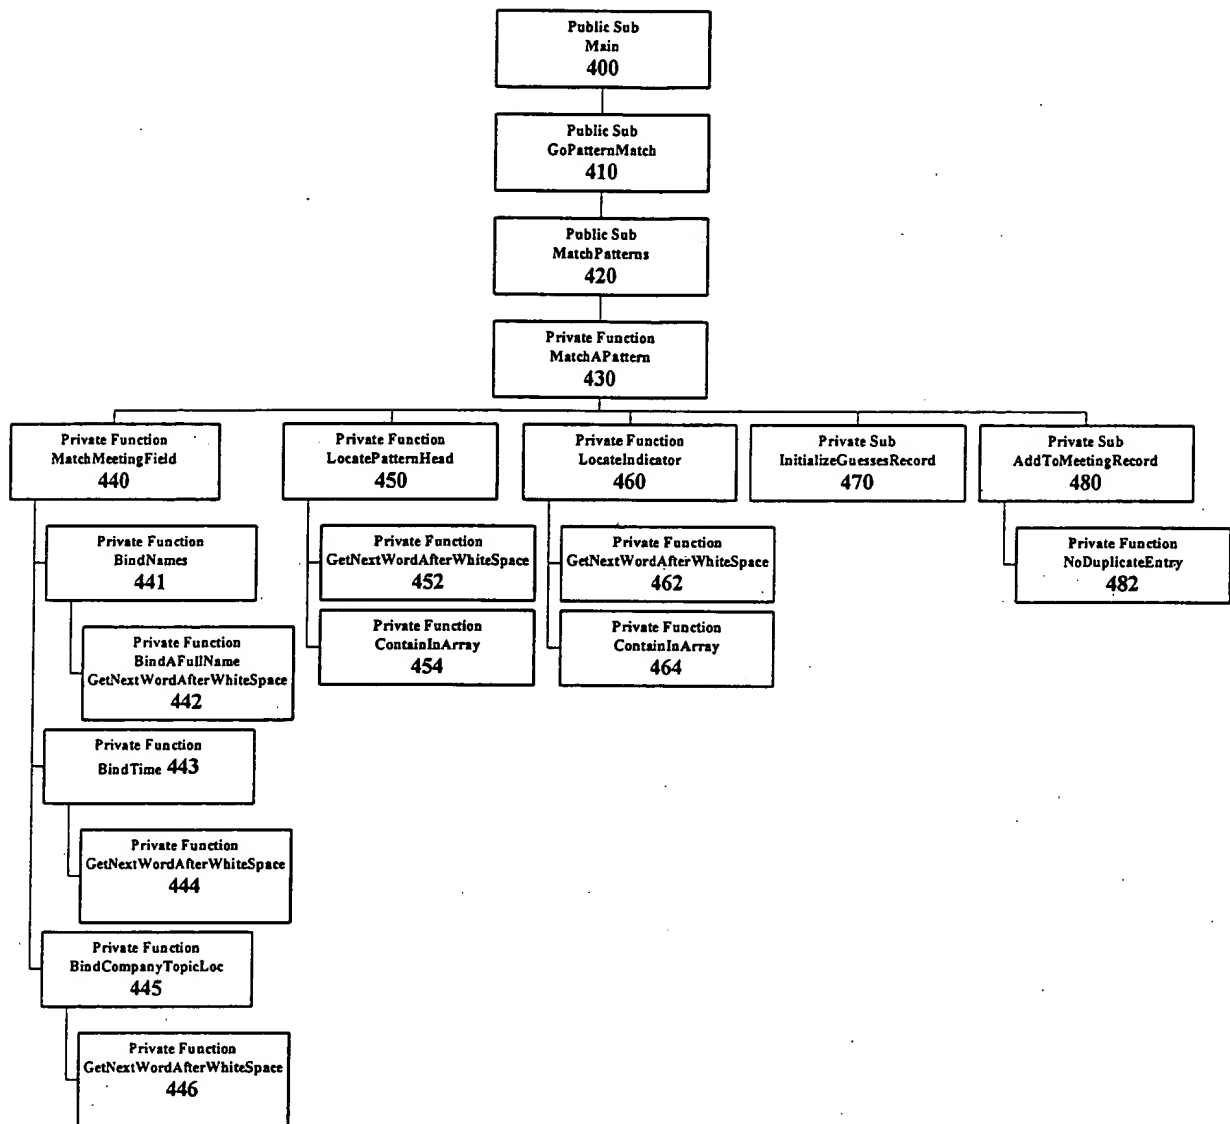 Public Sub
Main
400
Public Sub
GoPatternMatch
410
Public Sub
MatchPatterns
420
Private Function
MatchAPattern
430
Private Function
MatchMeetingField
440
Private Function
LocatePatternHead
450
Private Function
LocateIndicator
460
Private Sub
InitializeGuessesRecord
470
Private Sub
AddToMeetingRecord
480
Private Function
BindNames
441
Private Function
GetNextWordAfterWhiteSpace
452
Private Function
GetNextWordAfterWhiteSpace
462
Private Function
NoDuplicateEntry
482
Private Function
BindAFullName
GetNextWordAfterWhiteSpace
442
Private Function
ContainInArray
454
Private Function
ContainInArray
464
Private Function
BindTime 443
Private Function
GetNextWordAfterWhiteSpace
444
Private Function
BindCompanyTopicLoc
445
Private Function
GetNextWordAfterWhiteSpace
446